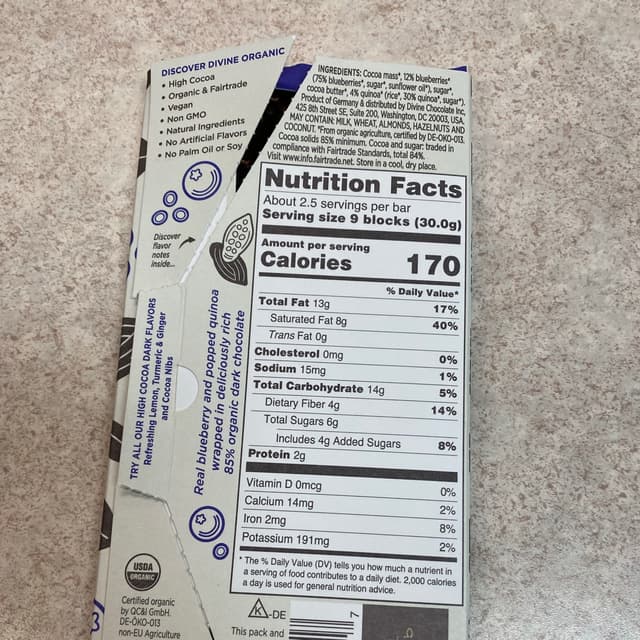 DISCOVER DIVINE ORGANIC
• High Cocoa
• Organic & Fairtrade
• Vegan
• Non GMO
• Natural Ingredients
• No Artificial Flavors
• No Palm Oil or Soy
Discover
flavor
notes
inside...
TRY ALL OUR HIGH COCOA DARK FLAVORS
Refreshing Lemon, Turmeric & Ginger
and Cocoa Nibs
Real blueberry and popped quinoa
wrapped in deliciously rich
85% organic dark chocolate
USDA
ORGANIC
Certified organic
by QC&I GmbH.
DE-ÖKO-013
non-EU Agriculture
INGREDIENTS: Cocoa mass*, 12% blueberries*
(75% blueberries*, sugar*, sunflower oil*), sugar*,
cocoa butter*, 4% quinoa* (rice*, 30% quinoa*, sugar*).
Product of Germany & distributed by Divine Chocolate Inc,
425 8th Street SE, Suite 200, Washington, DC 20003, USA.
MAY CONTAIN: MILK, WHEAT, ALMONDS, HAZELNUTS AND
COCONUT. *From organic agriculture, certified by DE-ÖKO-013.
Cocoa solids 85% minimum. Cocoa and sugar: traded in
compliance with Fairtrade Standards, total 84%.
Visit www.info.fairtrade.net. Store in a cool, dry place.
Nutrition Facts
About 2.5 servings per bar
Serving size 9 blocks (30.0g)
Amount per serving
Calories 170
% Daily Value*
Total Fat 13g 17%
Saturated Fat 8g 40%
Trans Fat 0g
Cholesterol 0mg 0%
Sodium 15mg 1%
Total Carbohydrate 14g 5%
Dietary Fiber 4g 14%
Total Sugars 6g
Includes 4g Added Sugars 8%
Protein 2g
Vitamin D 0mcg 0%
Calcium 14mg 2%
Iron 2mg 8%
Potassium 191mg 2%
* The % Daily Value (DV) tells you how much a nutrient in
a serving of food contributes to a daily diet. 2,000 calories
a day is used for general nutrition advice.
K-DE
This pack and
7